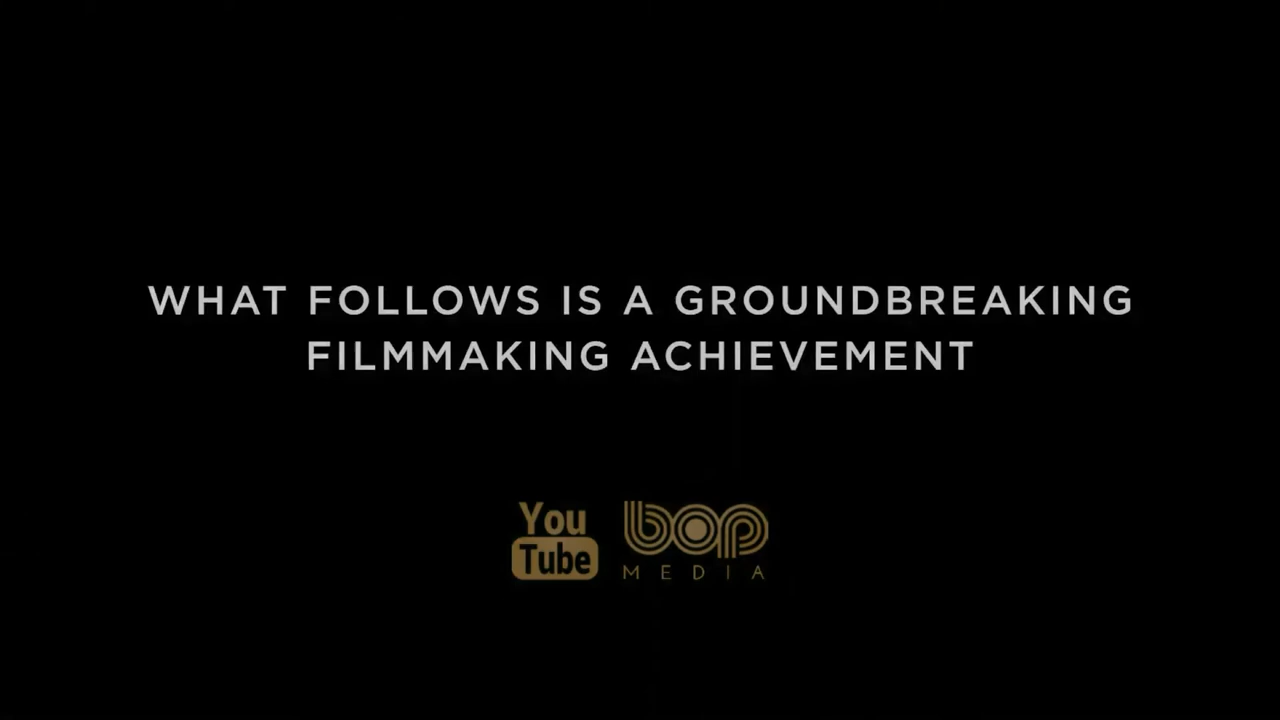 WHAT FOLLOWS IS A GROUNDBREAKING
FILMMAKING ACHIEVEMENT
You
Tube
bop
MEDIA